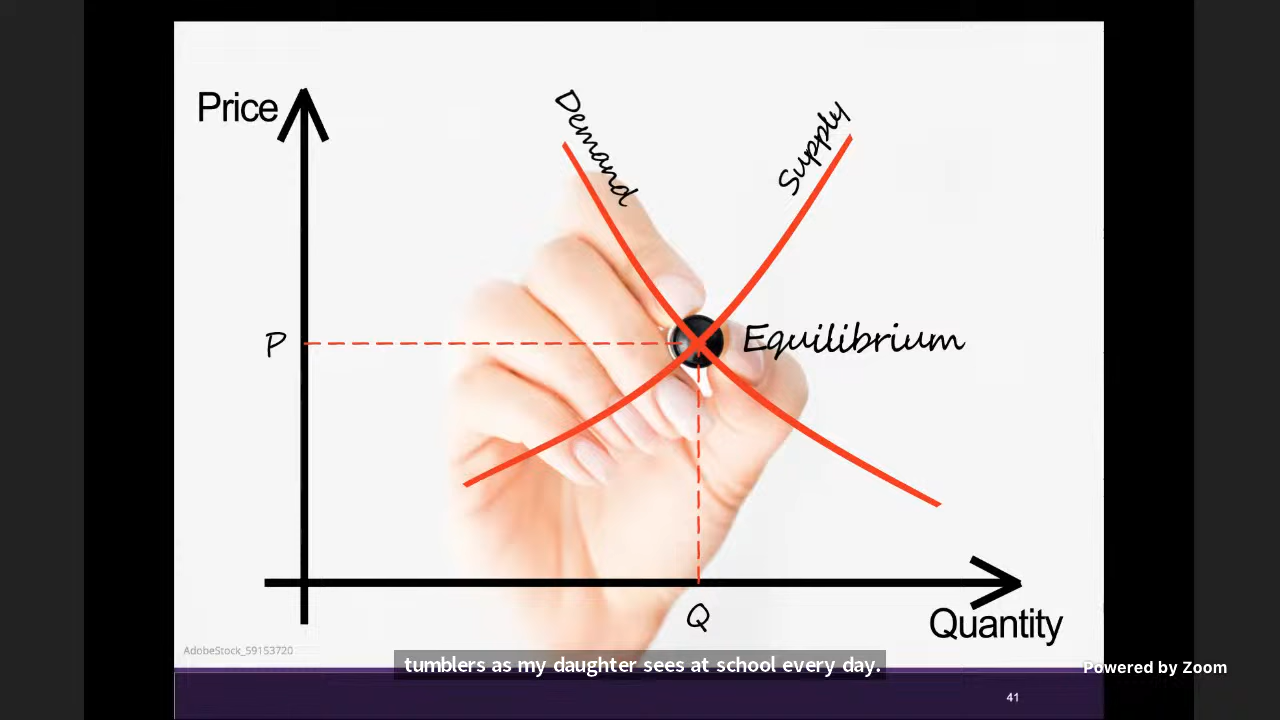 Price
Demand
Supply
P
Equilibrium
Q
Quantity
AdobeStock_59153720
tumblers as my daughter sees at school every day.
Powered by Zoom
41